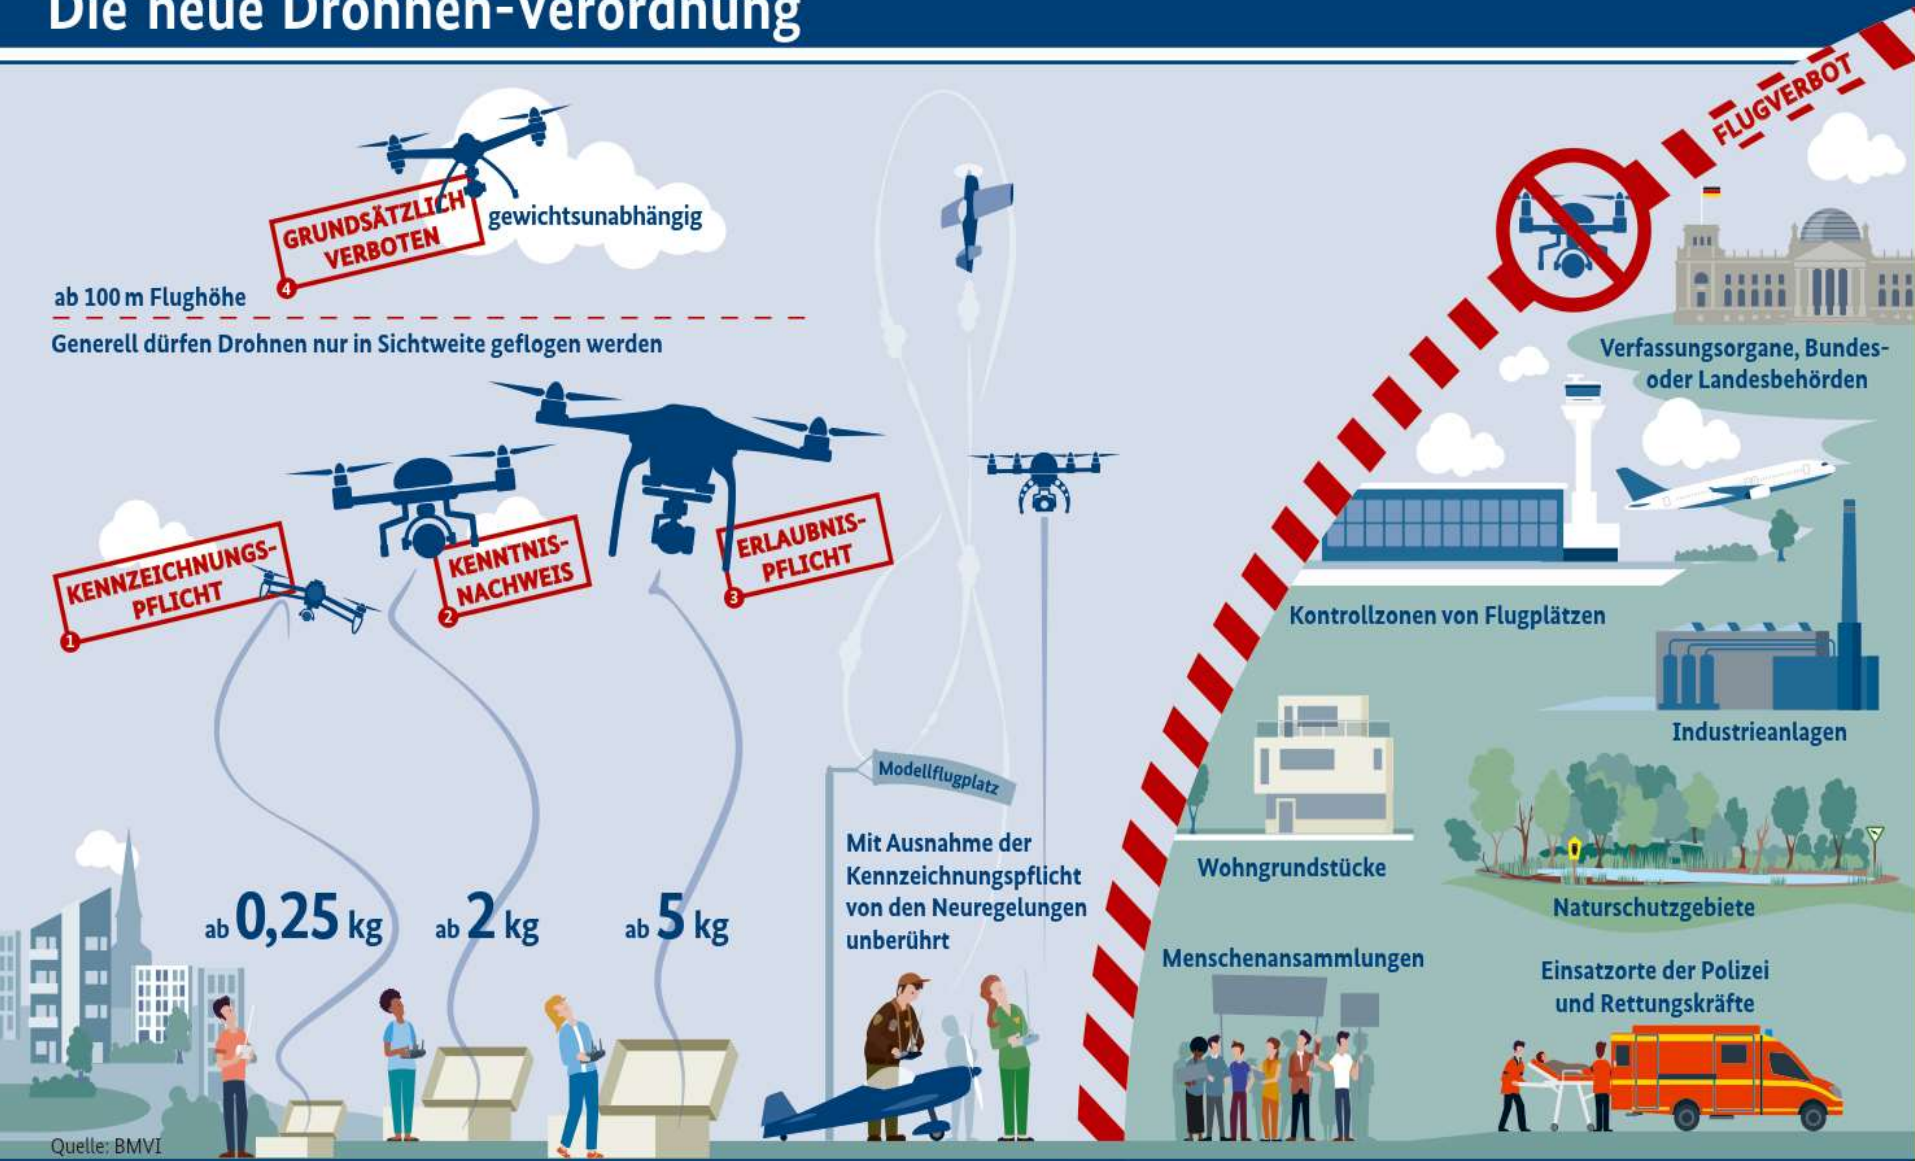 Die neue Drohnen-Verordnung
FLUGVERBOT
GRUNDSÄTZLICH
VERBOTEN
4
gewichtsunabhängig
ab 100 m Flughöhe
Generell dürfen Drohnen nur in Sichtweite geflogen werden
KENNZEICHNUNGS-
PFLICHT
1
KENNTNIS-
NACHWEIS
2
ERLAUBNIS-
PFLICHT
3
ab 0,25 kg
ab 2 kg
ab 5 kg
Modellflugplatz
Mit Ausnahme der
Kennzeichnungspflicht
von den Neuregelungen
unberührt
Verfassungsorgane, Bundes-
oder Landesbehörden
Kontrollzonen von Flugplätzen
Industrieanlagen
Wohngrundstücke
Naturschutzgebiete
Menschenansammlungen
Einsatzorte der Polizei
und Rettungskräfte
Quelle: BMVI